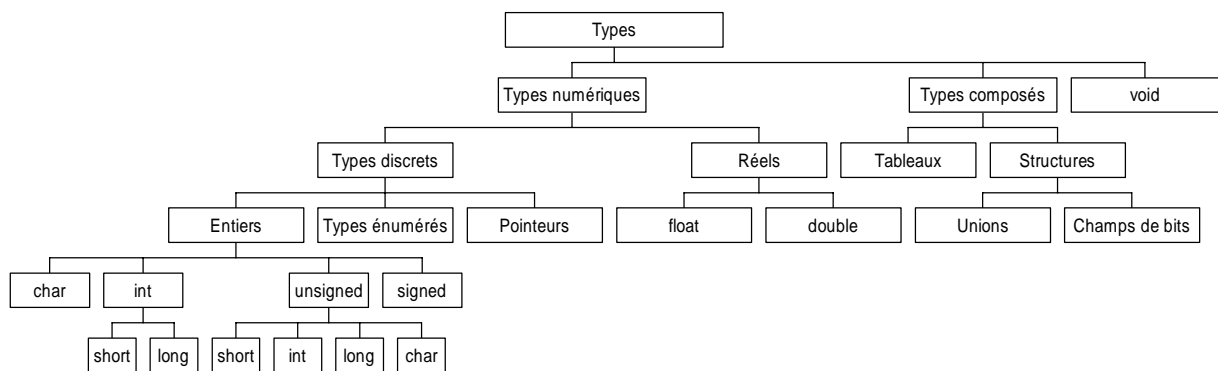 Types
Types numériques
Types composés
void
Types discrets
Réels
Tableaux
Structures
Entiers
Types énumérés
Pointeurs
float
double
Unions
Champs de bits
char
int
unsigned
signed
short
long
short
int
long
char